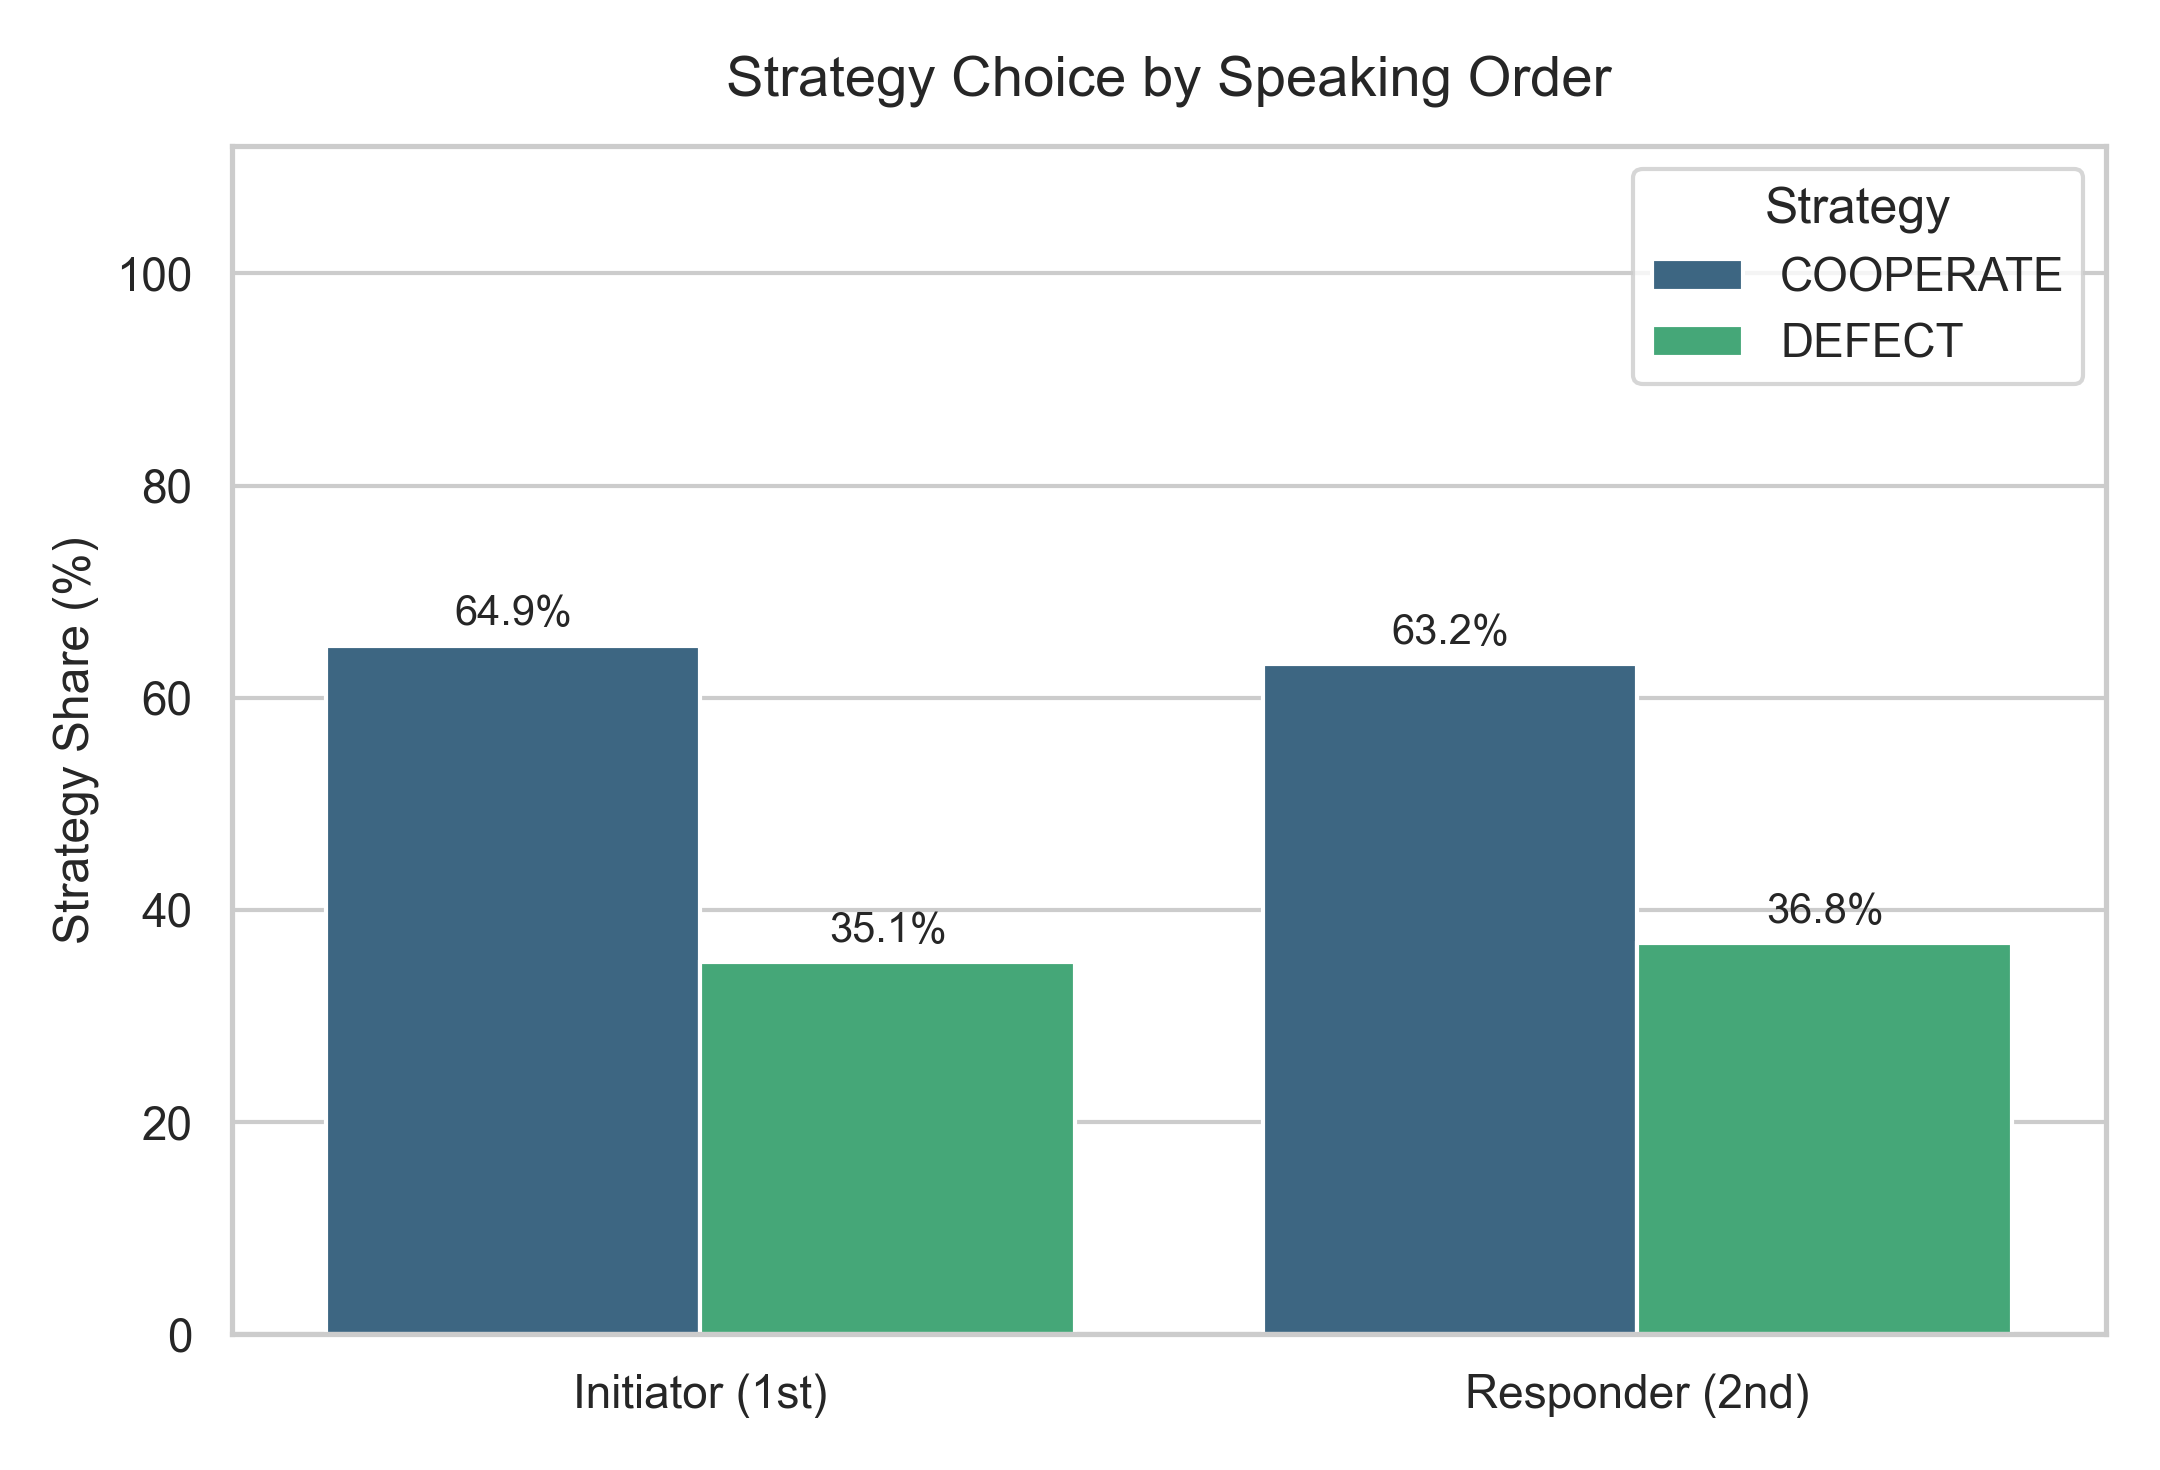 Strategy Choice by Speaking Order
Strategy
COOPERATE
DEFECT
Strategy Share (%)
100
80
60
40
20
0
64.9%
35.1%
63.2%
36.8%
Initiator (1st)
Responder (2nd)